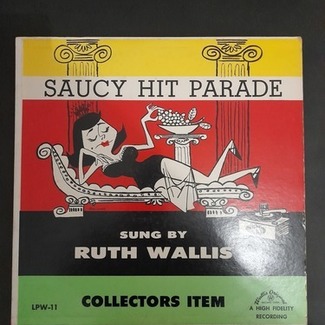 SAUCY HIT PARADE
SUNG BY
RUTH WALLIS
LPW-11
COLLECTORS ITEM
A HIGH FIDELITY
RECORDING